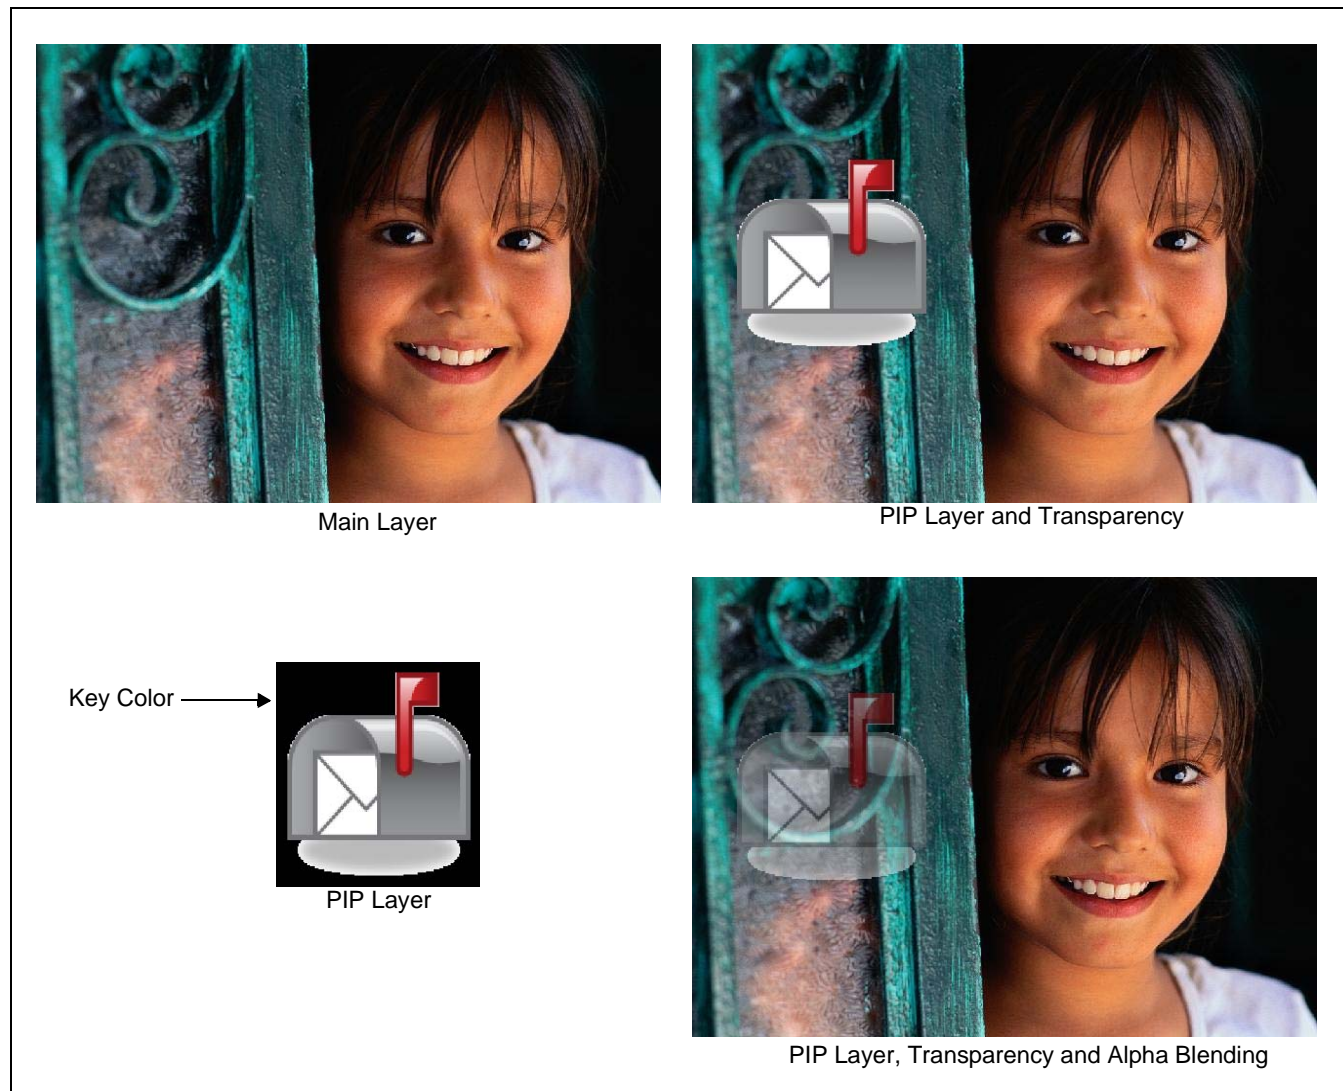 Main Layer
PIP Layer and Transparency
Key Color
PIP Layer
PIP Layer, Transparency and Alpha Blending